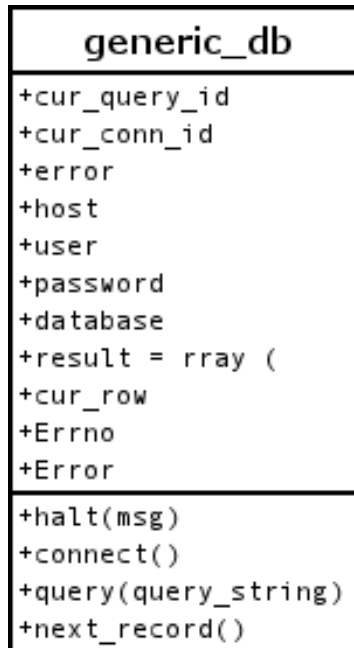 generic_db
+cur_query_id
+cur_conn_id
+error
+host
+user
+password
+database
+result = rray (
+cur_row
+Errno
+Error
+halt(msg)
+connect()
+query(query_string)
+next_record()